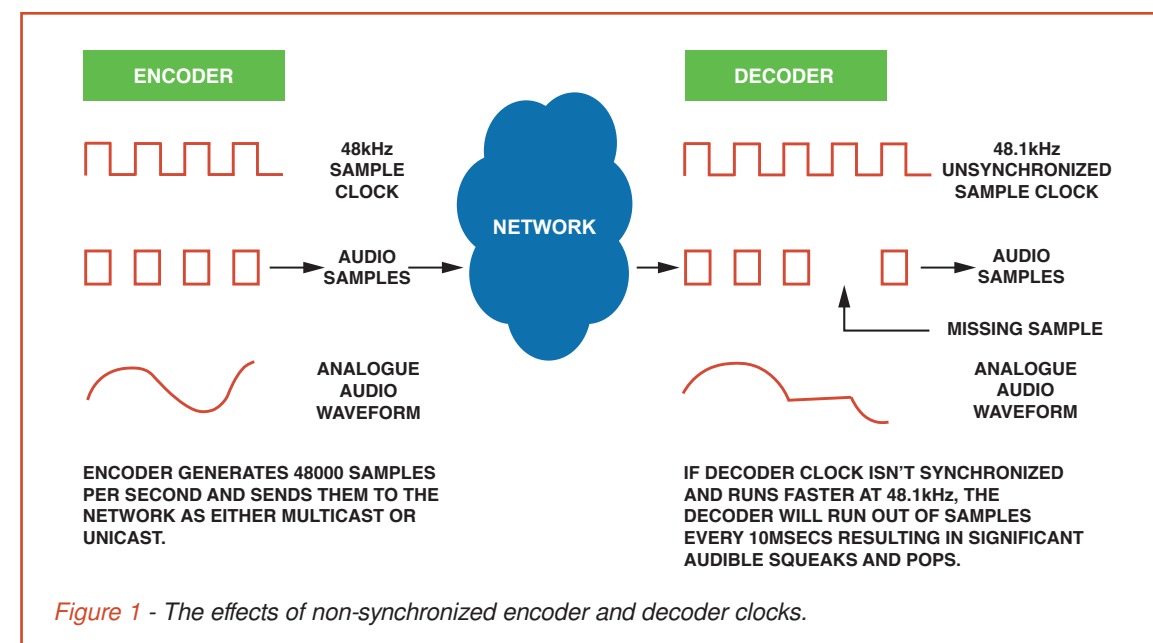 ENCODER
48kHz
SAMPLE
CLOCK
AUDIO
SAMPLES
ANALOGUE
AUDIO
WAVEFORM
ENCODER GENERATES 48000 SAMPLES
PER SECOND AND SENDS THEM TO THE
NETWORK AS EITHER MULTICAST OR
UNICAST.
NETWORK
DECODER
48.1kHz
UNSYNCHRONIZED
SAMPLE CLOCK
AUDIO
SAMPLES
MISSING SAMPLE
ANALOGUE
AUDIO
WAVEFORM
IF DECODER CLOCK ISN'T SYNCHRONIZED
AND RUNS FASTER AT 48.1kHz, THE
DECODER WILL RUN OUT OF SAMPLES
EVERY 10MSECS RESULTING IN SIGNIFICANT
AUDIBLE SQUEAKS AND POPS.
Figure 1 - The effects of non-synchronized encoder and decoder clocks.